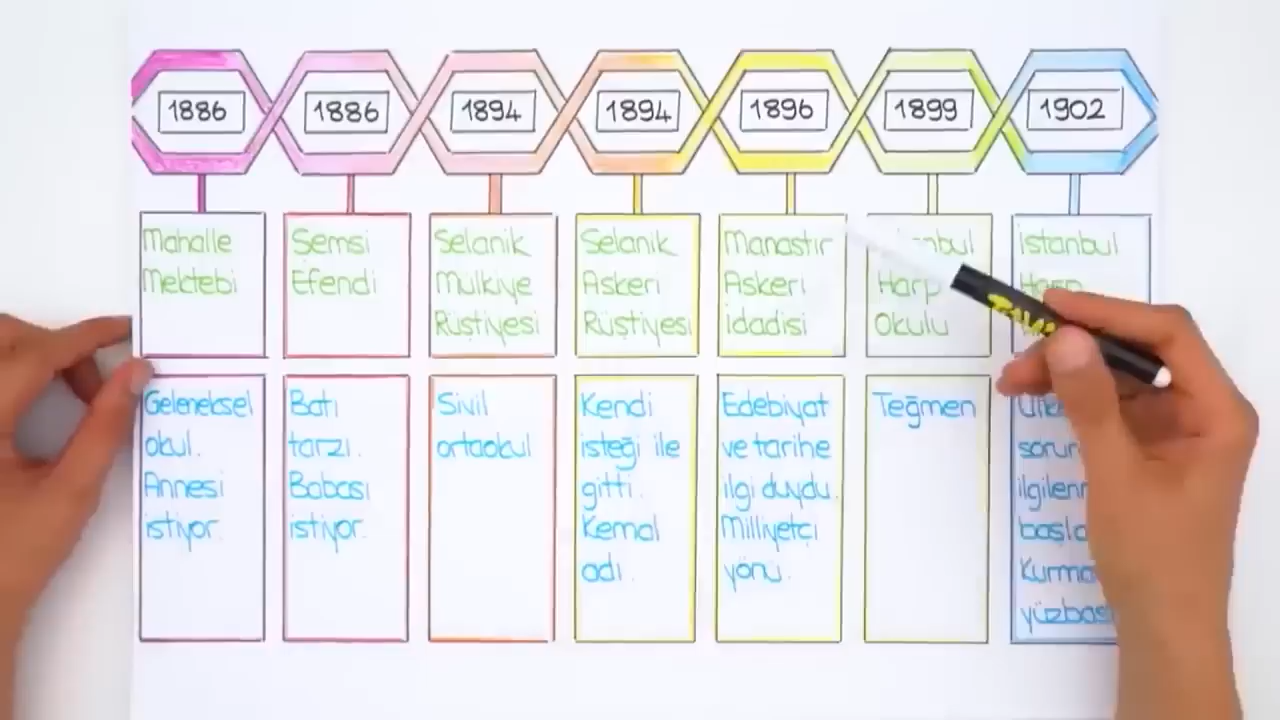 1886
1886
1894
1894
1896
1899
1902
Mahalle
Mektebi
Şemsi
Efendi
Selanik
Mülkiye
Rüştiyesi
Selanik
Askeri
Rüştiyesi
Manastır
Askeri
İdadisi
Harp
Okulu
İstanbul
Harp
Geleneksel
okul.
Annesi
istiyor.
Batı
tarzı.
Babası
istiyor.
Sivil
ortaokul
Kendi
isteği ile
gitti.
Kemal
adı.
Edebiyat
ve tarihe
ilgi duydu.
Milliyetçi
yönü.
Teğmen